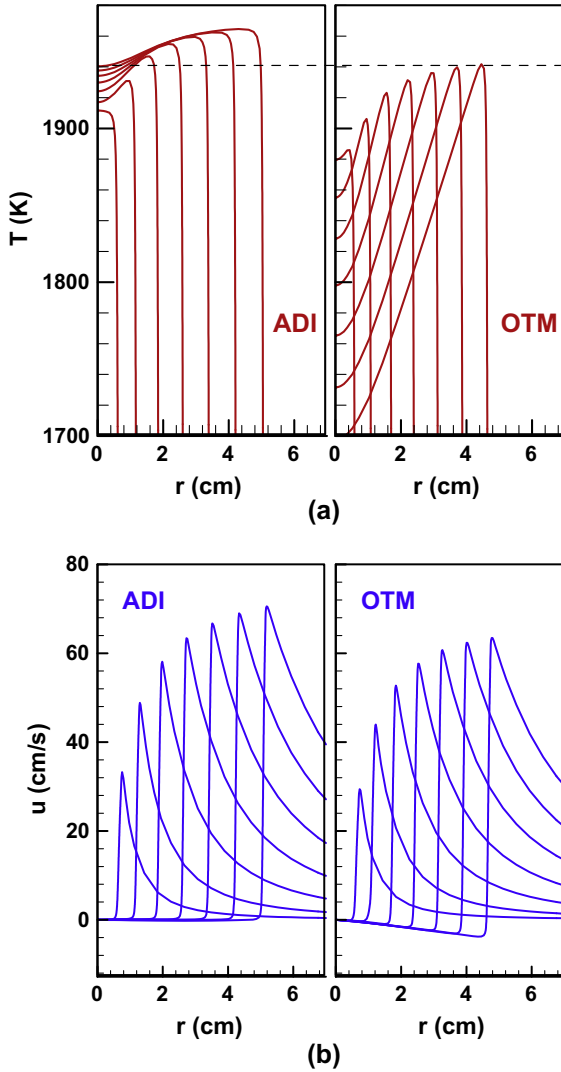 T (K)
1900
1800
1700
ADI
OTM
0 2 4 6
0 2 4 6
r (cm)
r (cm)
(a)
u (cm/s)
80
60
40
20
0
ADI
OTM
0 2 4 6
0 2 4 6
r (cm)
r (cm)
(b)